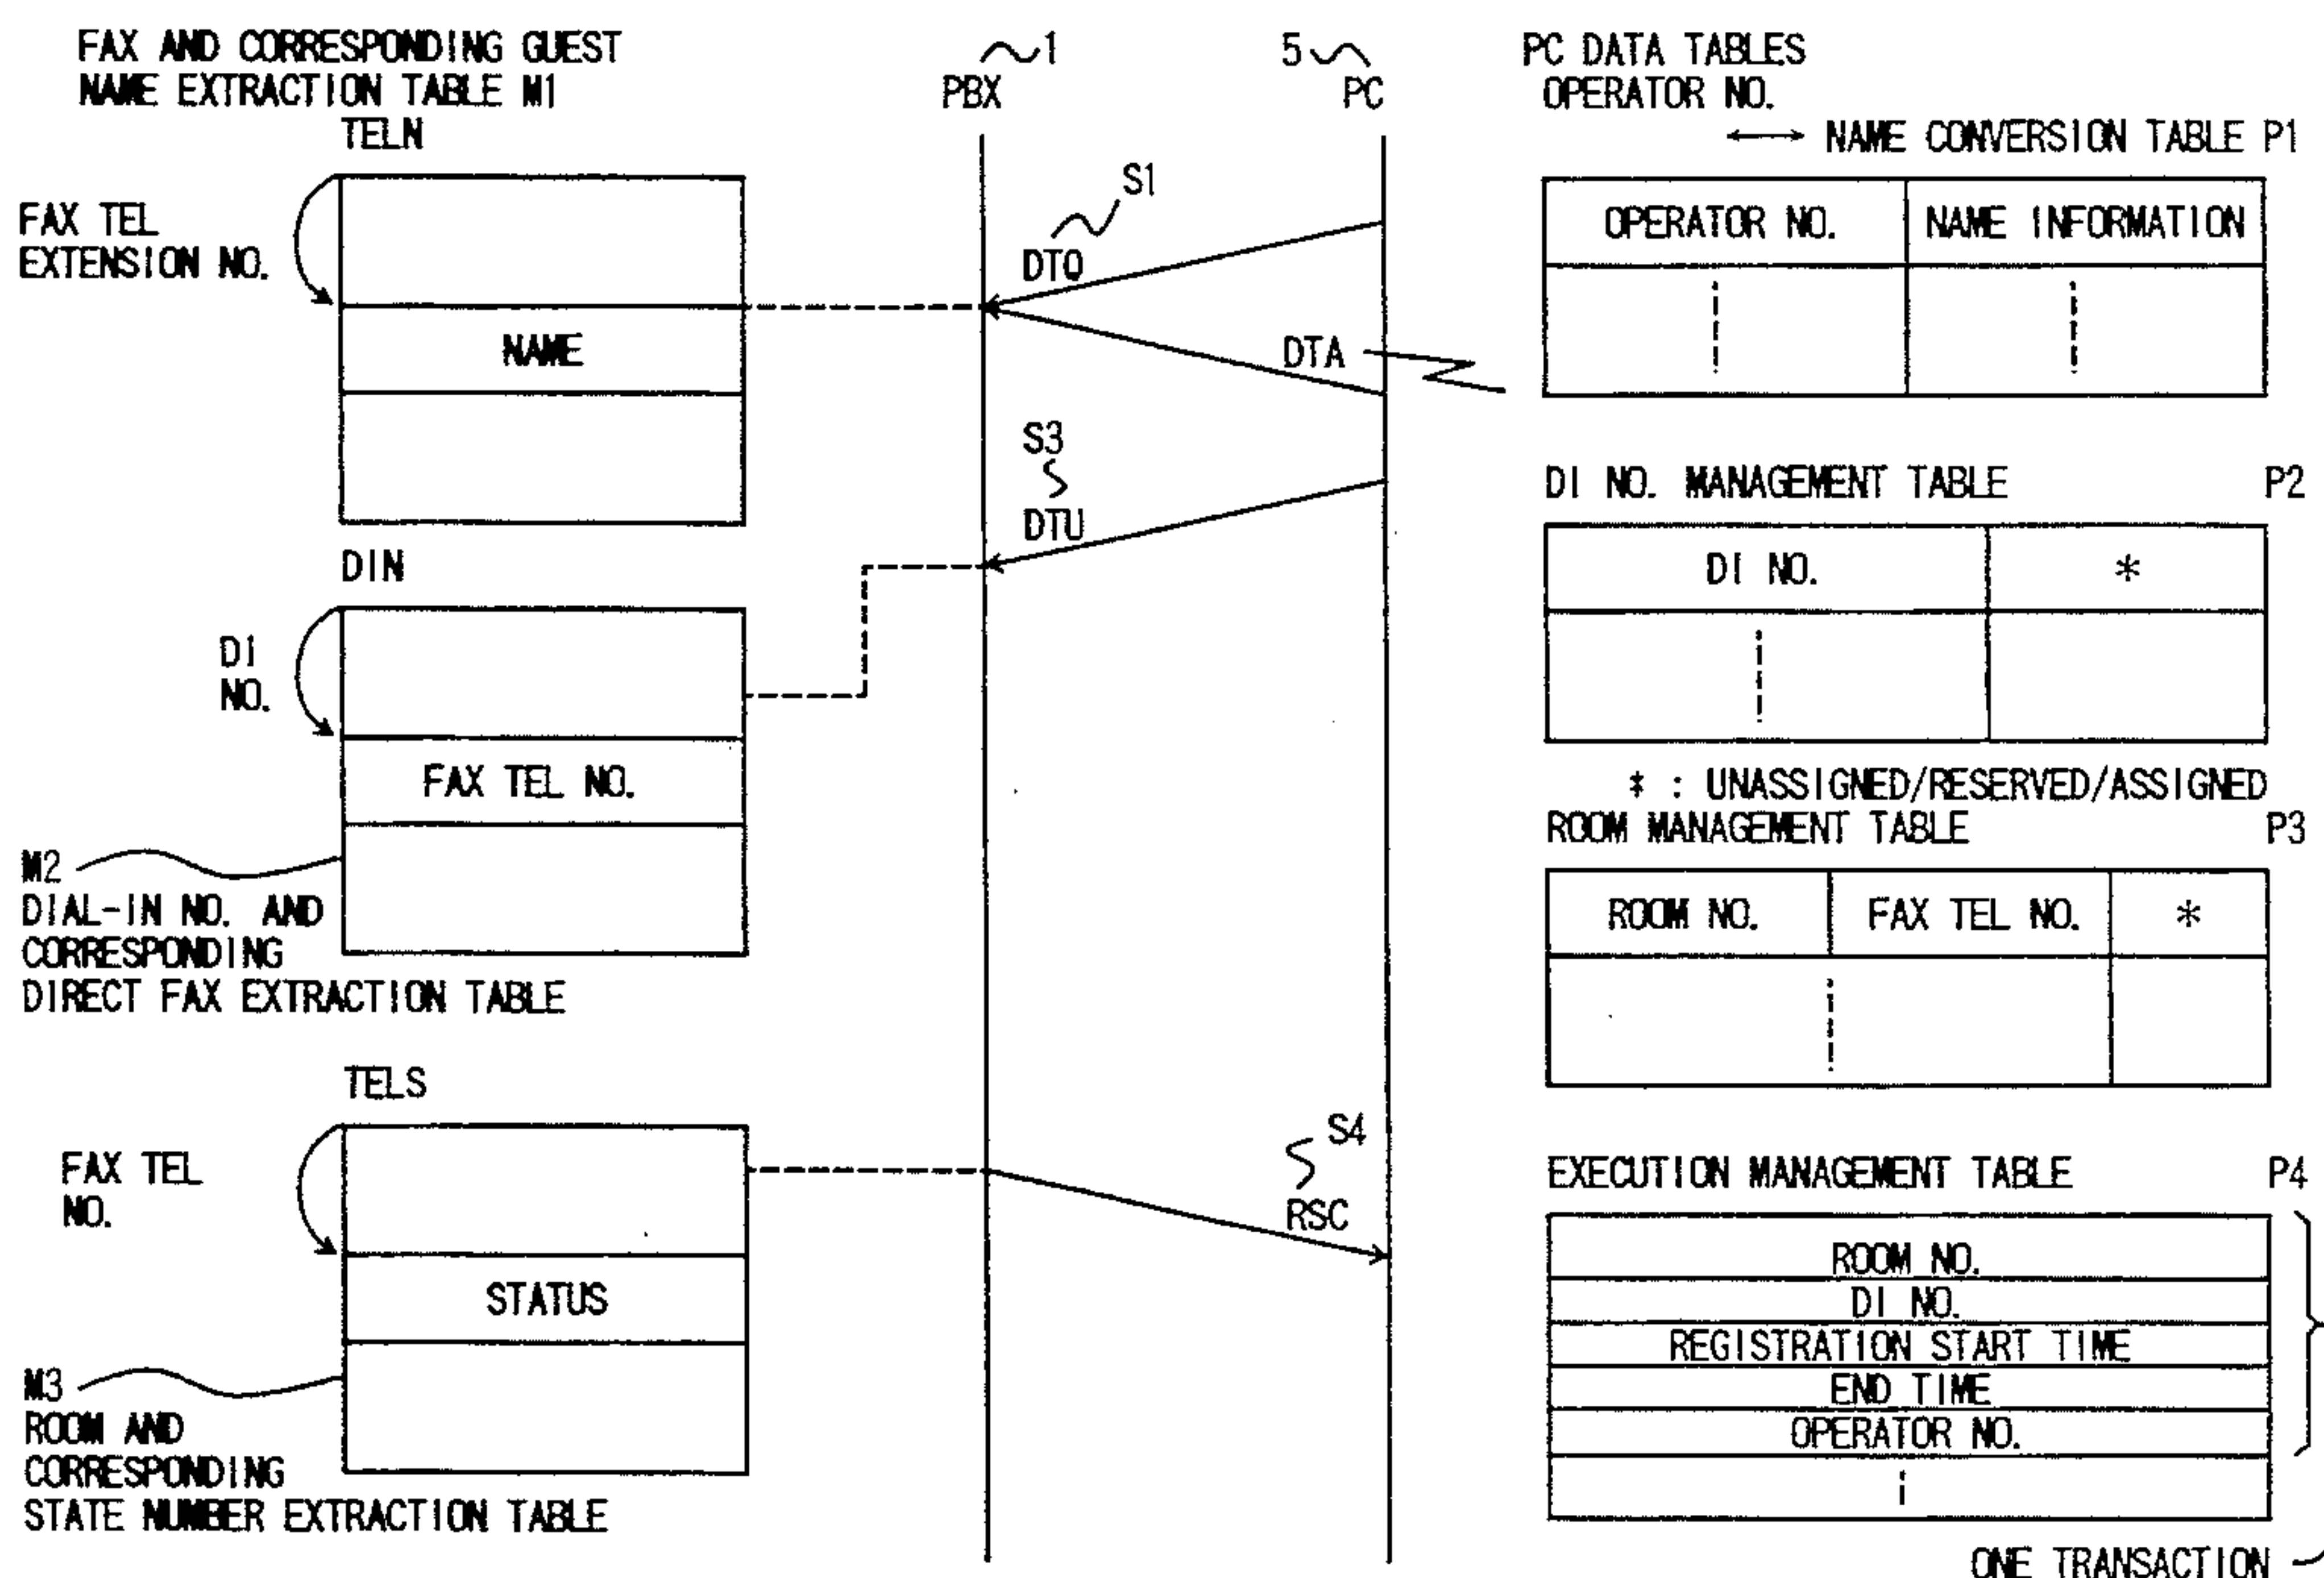 FAX AND CORRESPONDING GUEST
NAME EXTRACTION TABLE M1
TELN
FAX TEL
EXTENSION NO.
NAME
DIN
DI
NO.
FAX TEL NO.
M2
DIAL-IN NO. AND
CORRESPONDING
DIRECT FAX EXTRACTION TABLE
TELS
FAX TEL
NO.
STATUS
M3
ROOM AND
CORRESPONDING
STATE NUMBER EXTRACTION TABLE
1
PBX
5
PC
S1
DTQ
DTA
S3
DTU
S4
RSC
PC DATA TABLES
OPERATOR NO.
↔ NAME CONVERSION TABLE P1
OPERATOR NO. NAME INFORMATION
DI NO. MANAGEMENT TABLE P2
DI NO. *
* : UNASSIGNED/RESERVED/ASSIGNED
ROOM MANAGEMENT TABLE P3
ROOM NO. FAX TEL NO. *
EXECUTION MANAGEMENT TABLE P4
ROOM NO.
DI NO.
REGISTRATION START TIME
END TIME
OPERATOR NO.
ONE TRANSACTION